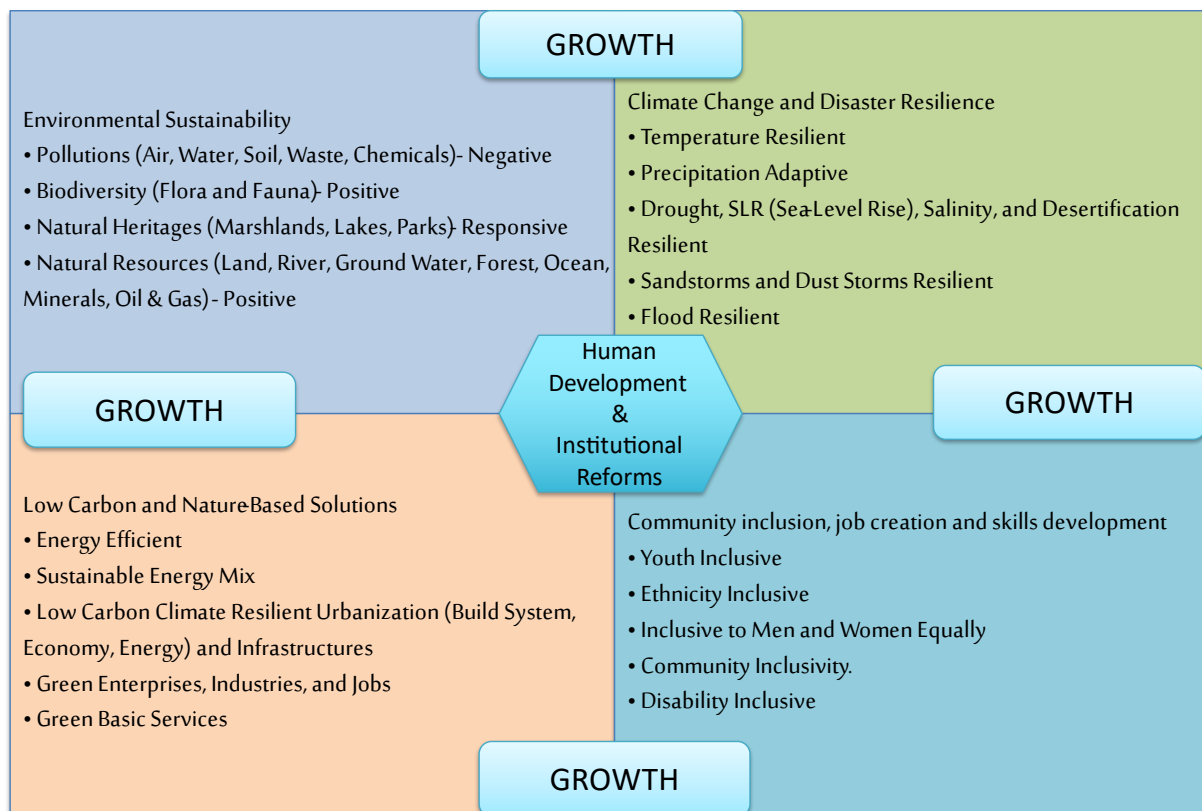 GROWTH
Environmental Sustainability
• Pollutions (Air, Water, Soil, Waste, Chemicals)- Negative
• Biodiversity (Flora and Fauna)- Positive
• Natural Heritages (Marshlands, Lakes, Parks)- Responsive
• Natural Resources (Land, River, Ground Water, Forest, Ocean,
Minerals, Oil & Gas) - Positive
Climate Change and Disaster Resilience
• Temperature Resilient
• Precipitation Adaptive
• Drought, SLR (Sea-Level Rise), Salinity, and Desertification
Resilient
• Sandstorms and Dust Storms Resilient
• Flood Resilient
GROWTH
Human
Development
&
Institutional
Reforms
GROWTH
Low Carbon and Nature-Based Solutions
• Energy Efficient
• Sustainable Energy Mix
• Low Carbon Climate Resilient Urbanization (Build System,
Economy, Energy) and Infrastructures
• Green Enterprises, Industries, and Jobs
• Green Basic Services
Community inclusion, job creation and skills development
• Youth Inclusive
• Ethnicity Inclusive
• Inclusive to Men and Women Equally
• Community Inclusivity.
• Disability Inclusive
GROWTH